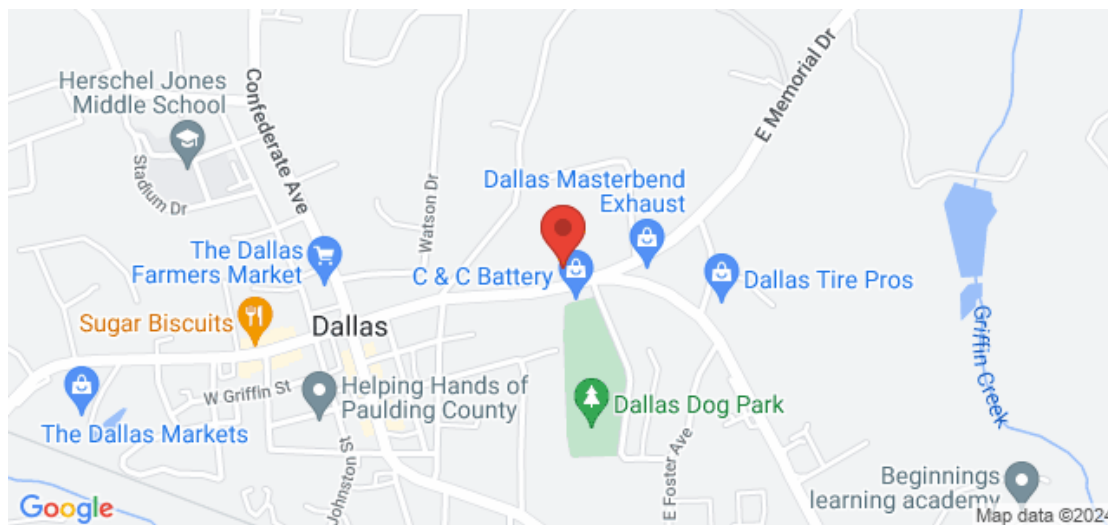 Herschel Jones
Middle School
Confederate Ave
E Memorial Dr
Stadium Dr
Watson Dr
Dallas Masterbend
Exhaust
The Dallas
Farmers Market
C & C Battery
Dallas Tire Pros
Sugar Biscuits
Dallas
Griffin Creek
W Griffin St
Helping Hands of
Paulding County
Dallas Dog Park
The Dallas Markets
Johnston St
E Foster Ave
Beginnings
learning academy
Google
Map data ©2024